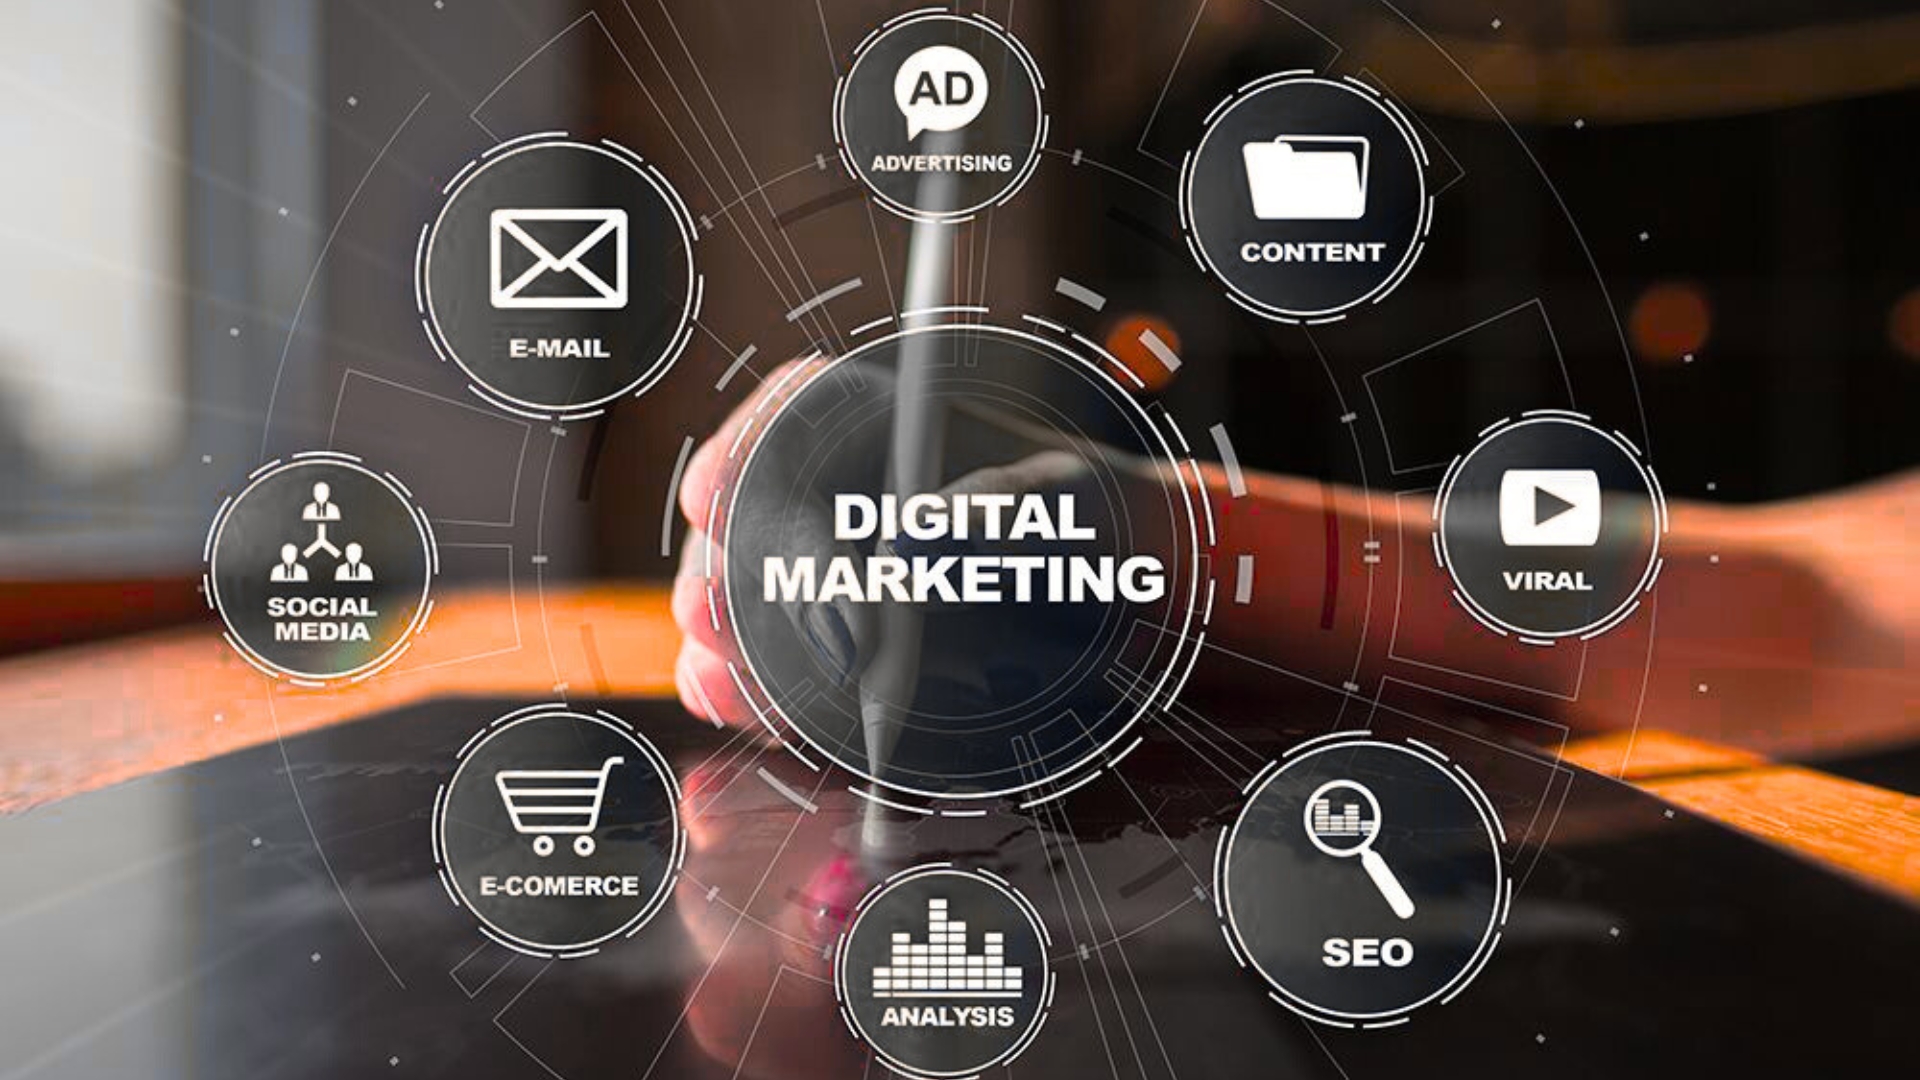 AD
ADVERTISING
CONTENT
E-MAIL
DIGITAL
MARKETING
VIRAL
SOCIAL
MEDIA
E-COMERCE
SEO
ANALYSIS